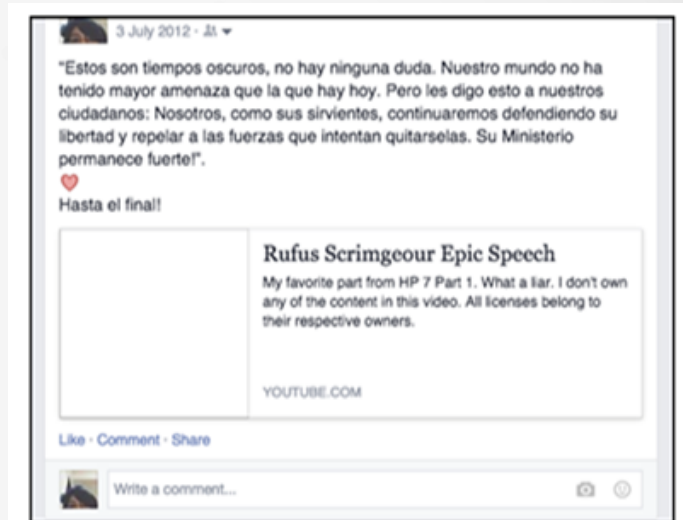 3 July 2012 ·
"Estos son tiempos oscuros, no hay ninguna duda. Nuestro mundo no ha
tenido mayor amenaza que la que hay hoy. Pero les digo esto a nuestros
ciudadanos: Nosotros, como sus sirvientes, continuaremos defendiendo su
libertad y repelar a las fuerzas que intentan quitarselas. Su Ministerio
permanece fuerte!".
Hasta el final!
Rufus Scrimgeour Epic Speech
My favorite part from HP 7 Part 1. What a liar. I don't own
any of the content in this video. All licenses belong to
their respective owners.
YOUTUBE.COM
Like · Comment · Share
Write a comment...